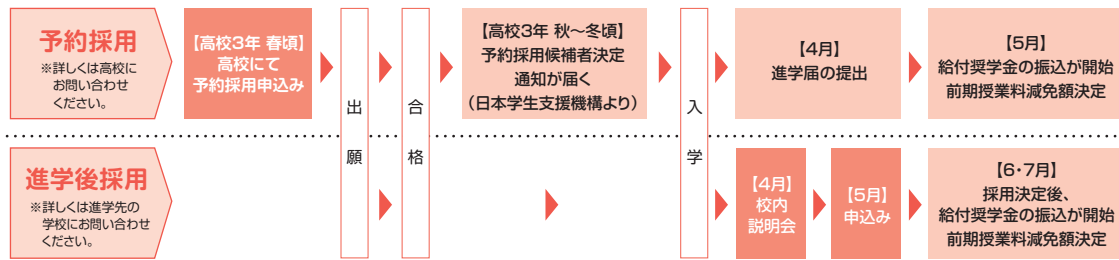 予約採用
※詳しくは高校に
お問い合わせ
ください。
【高校3年 春頃】
高校にて
予約採用申込み
出願
合格
【高校3年 秋～冬頃】
予約採用候補者決定
通知が届く
（日本学生支援機構より）
入学
【4月】
進学届の提出
【5月】
給付奨学金の振込が開始
前期授業料減免額決定
進学後採用
※詳しくは進学先の
学校にお問い合わせ
ください。
【4月】
校内
説明会
【5月】
申込み
【6・7月】
採用決定後、
給付奨学金の振込が開始
前期授業料減免額決定